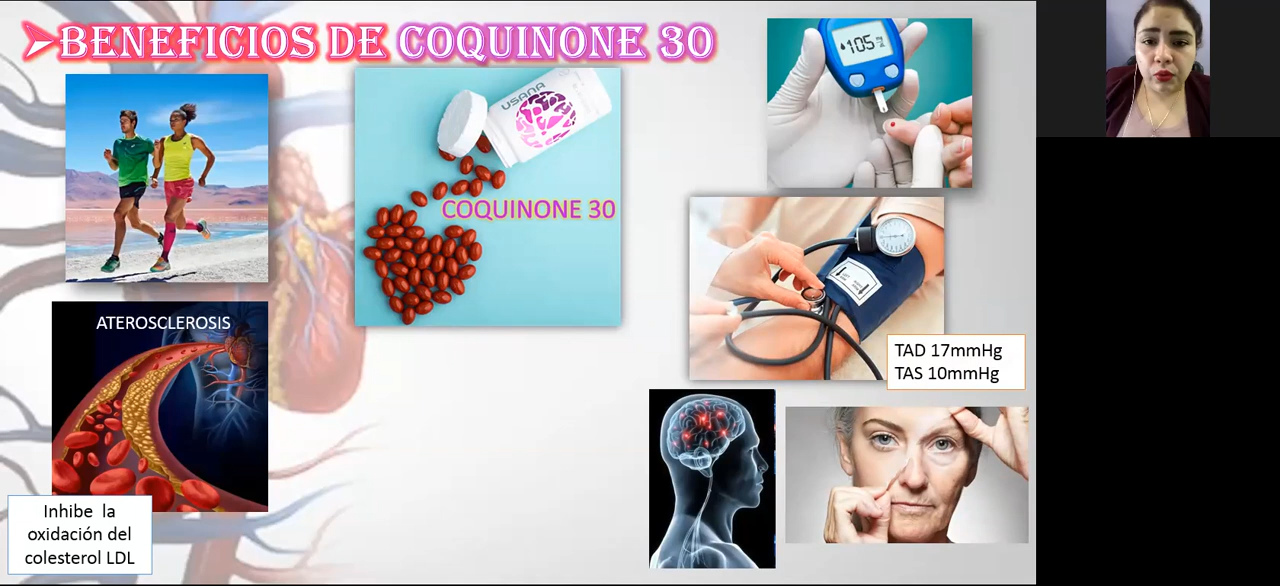 BENEFICIOS DE COQUINONE 30
105
USANA
COQUINONE 30
ATEROSCLEROSIS
TAD 17mmHg
TAS 10mmHg
Inhibe la
oxidación del
colesterol LDL